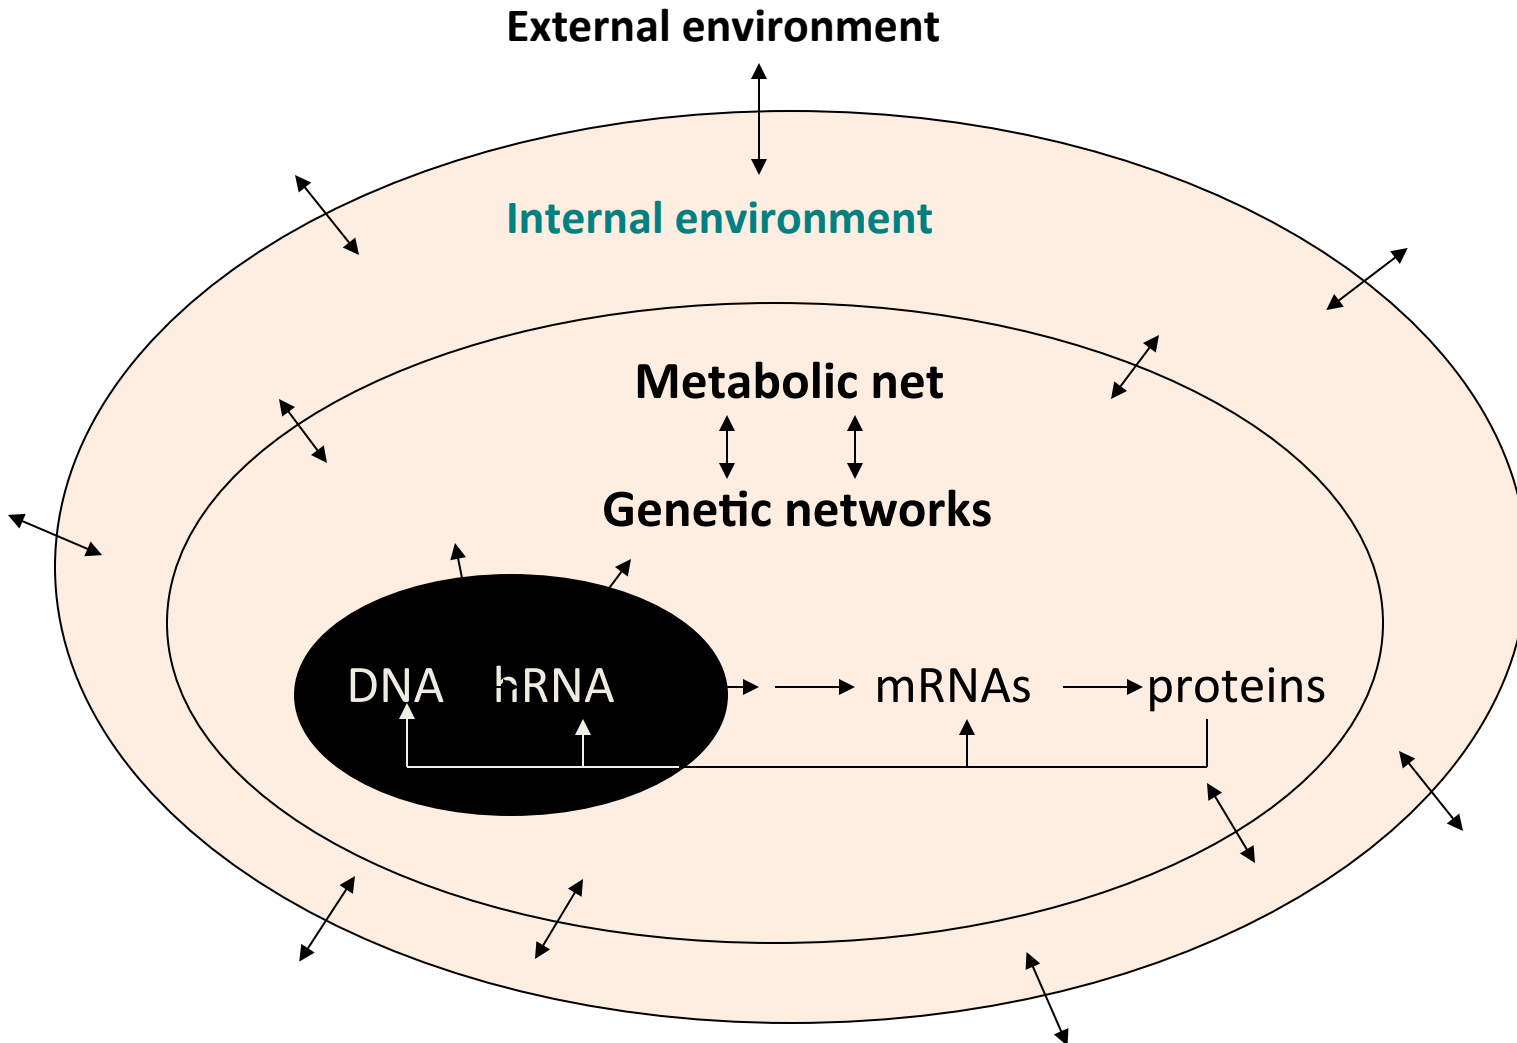 External environment
Internal environment
Metabolic net
Genetic networks
DNA hRNA mRNAs proteins